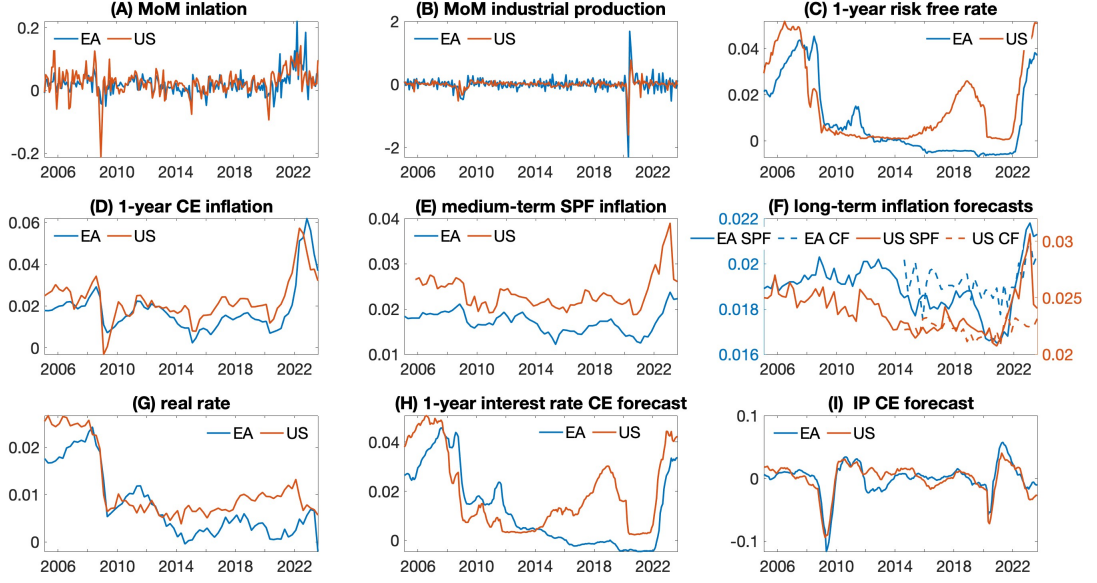 (A) MoM inlation
EA US
0.2
0
-0.2
2006 2010 2014 2018 2022
(B) MoM industrial production
EA US
2
0
-2
2006 2010 2014 2018 2022
(C) 1-year risk free rate
EA US
0.04
0.02
0
2006 2010 2014 2018 2022
(D) 1-year CE inflation
EA US
0.06
0.04
0.02
0
2006 2010 2014 2018 2022
(E) medium-term SPF inflation
EA US
0.04
0.03
0.02
0.01
2006 2010 2014 2018 2022
(F) long-term inflation forecasts
EA SPF EA CF US SPF US CF
0.022
0.02
0.018
0.016
0.03
0.025
0.02
2006 2010 2014 2018 2022
(G) real rate
EA US
0.02
0.01
0
2006 2010 2014 2018 2022
(H) 1-year interest rate CE forecast
EA US
0.04
0.02
0
2006 2010 2014 2018 2022
(I) IP CE forecast
EA US
0.1
0
-0.1
2006 2010 2014 2018 2022